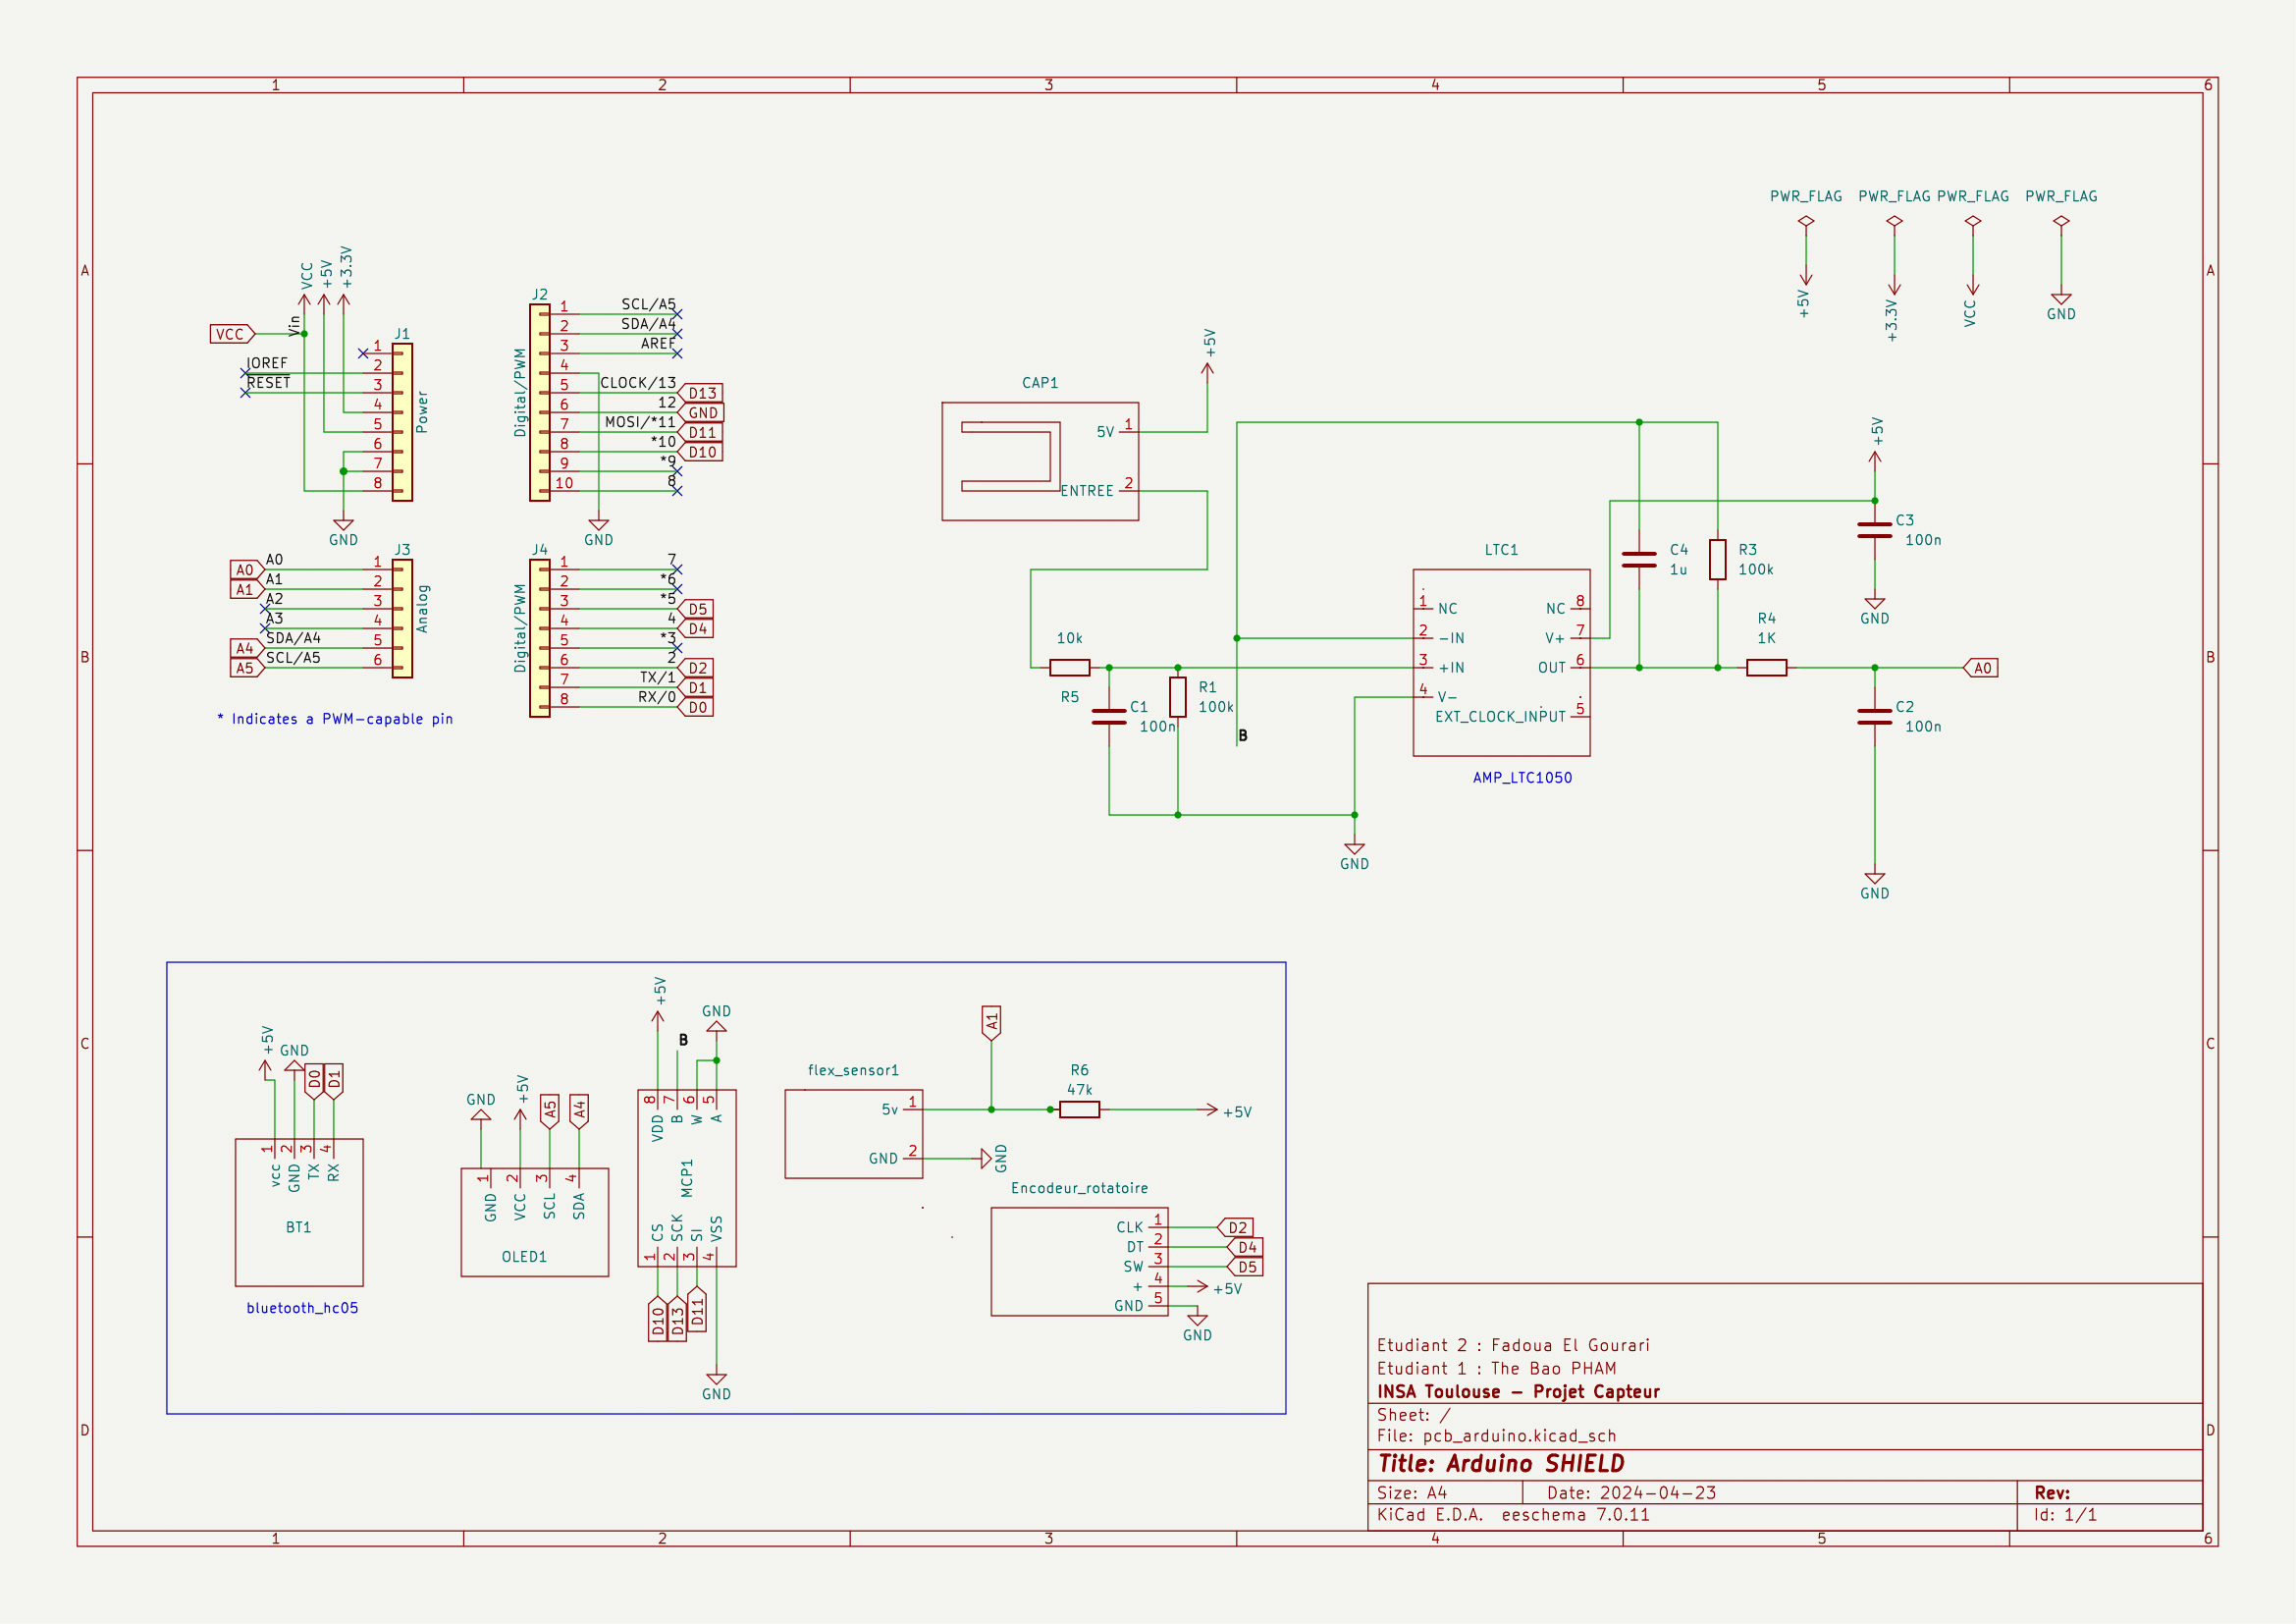 1 2 3 4 5 6
A A
B B
C C
D D
1 2 3 4 5 6
PWR_FLAG PWR_FLAG PWR_FLAG PWR_FLAG
+5V +3.3V VCC GND
VCC +5V +3.3V
VCC
Vin
J1
Power
IOREF
RESET
1
2
3
4
5
6
7
8
GND
J2
Digital/PWM
1 SCL/A5
2 SDA/A4
3 AREF
4
5 CLOCK/13 D13
6 12 GND
7 MOSI/*11 D11
8 *10 D10
9 *9
10 8
GND
J3
Analog
A0 A0 1
A1 A1 2
A2 3
A3 4
A4 SDA/A4 5
A5 SCL/A5 6
* Indicates a PWM-capable pin
J4
Digital/PWM
1 7
2 *6
3 *5 D5
4 4 D4
5 *3
6 2 D2
7 TX/1 D1
8 RX/0 D0
CAP1
5V 1
ENTREE 2
+5V
10k
R5
C1
100n
R1
100k
B
GND
LTC1
1 NC
2 -IN
3 +IN
4 V-
NC 8
V+ 7
OUT 6
EXT_CLOCK_INPUT 5
AMP_LTC1050
C4
1u
R3
100k
R4
1K
+5V
C3
100n
GND
A0
C2
100n
GND
+5V GND D0 D1
1 2 3 4
vcc GND TX RX
BT1
bluetooth_hc05
GND +5V A5 A4
1 2 3 4
GND VCC SCL SDA
OLED1
+5V B GND
8 7 6 5
VDD B W A
MCP1
CS SCK SI VSS
1 2 3 4
D10 D13 D11
GND
flex_sensor1
5v 1
GND 2
A1
R6
47k
+5V
GND
Encodeur_rotatoire
CLK 1 D2
DT 2 D4
SW 3 D5
+ 4 +5V
GND 5
GND
Etudiant 2 : Fadoua El Gourari
Etudiant 1 : The Bao PHAM
INSA Toulouse - Projet Capteur
Sheet: /
File: pcb_arduino.kicad_sch
Title: Arduino SHIELD
Size: A4 Date: 2024-04-23 Rev:
KiCad E.D.A. eeschema 7.0.11 Id: 1/1